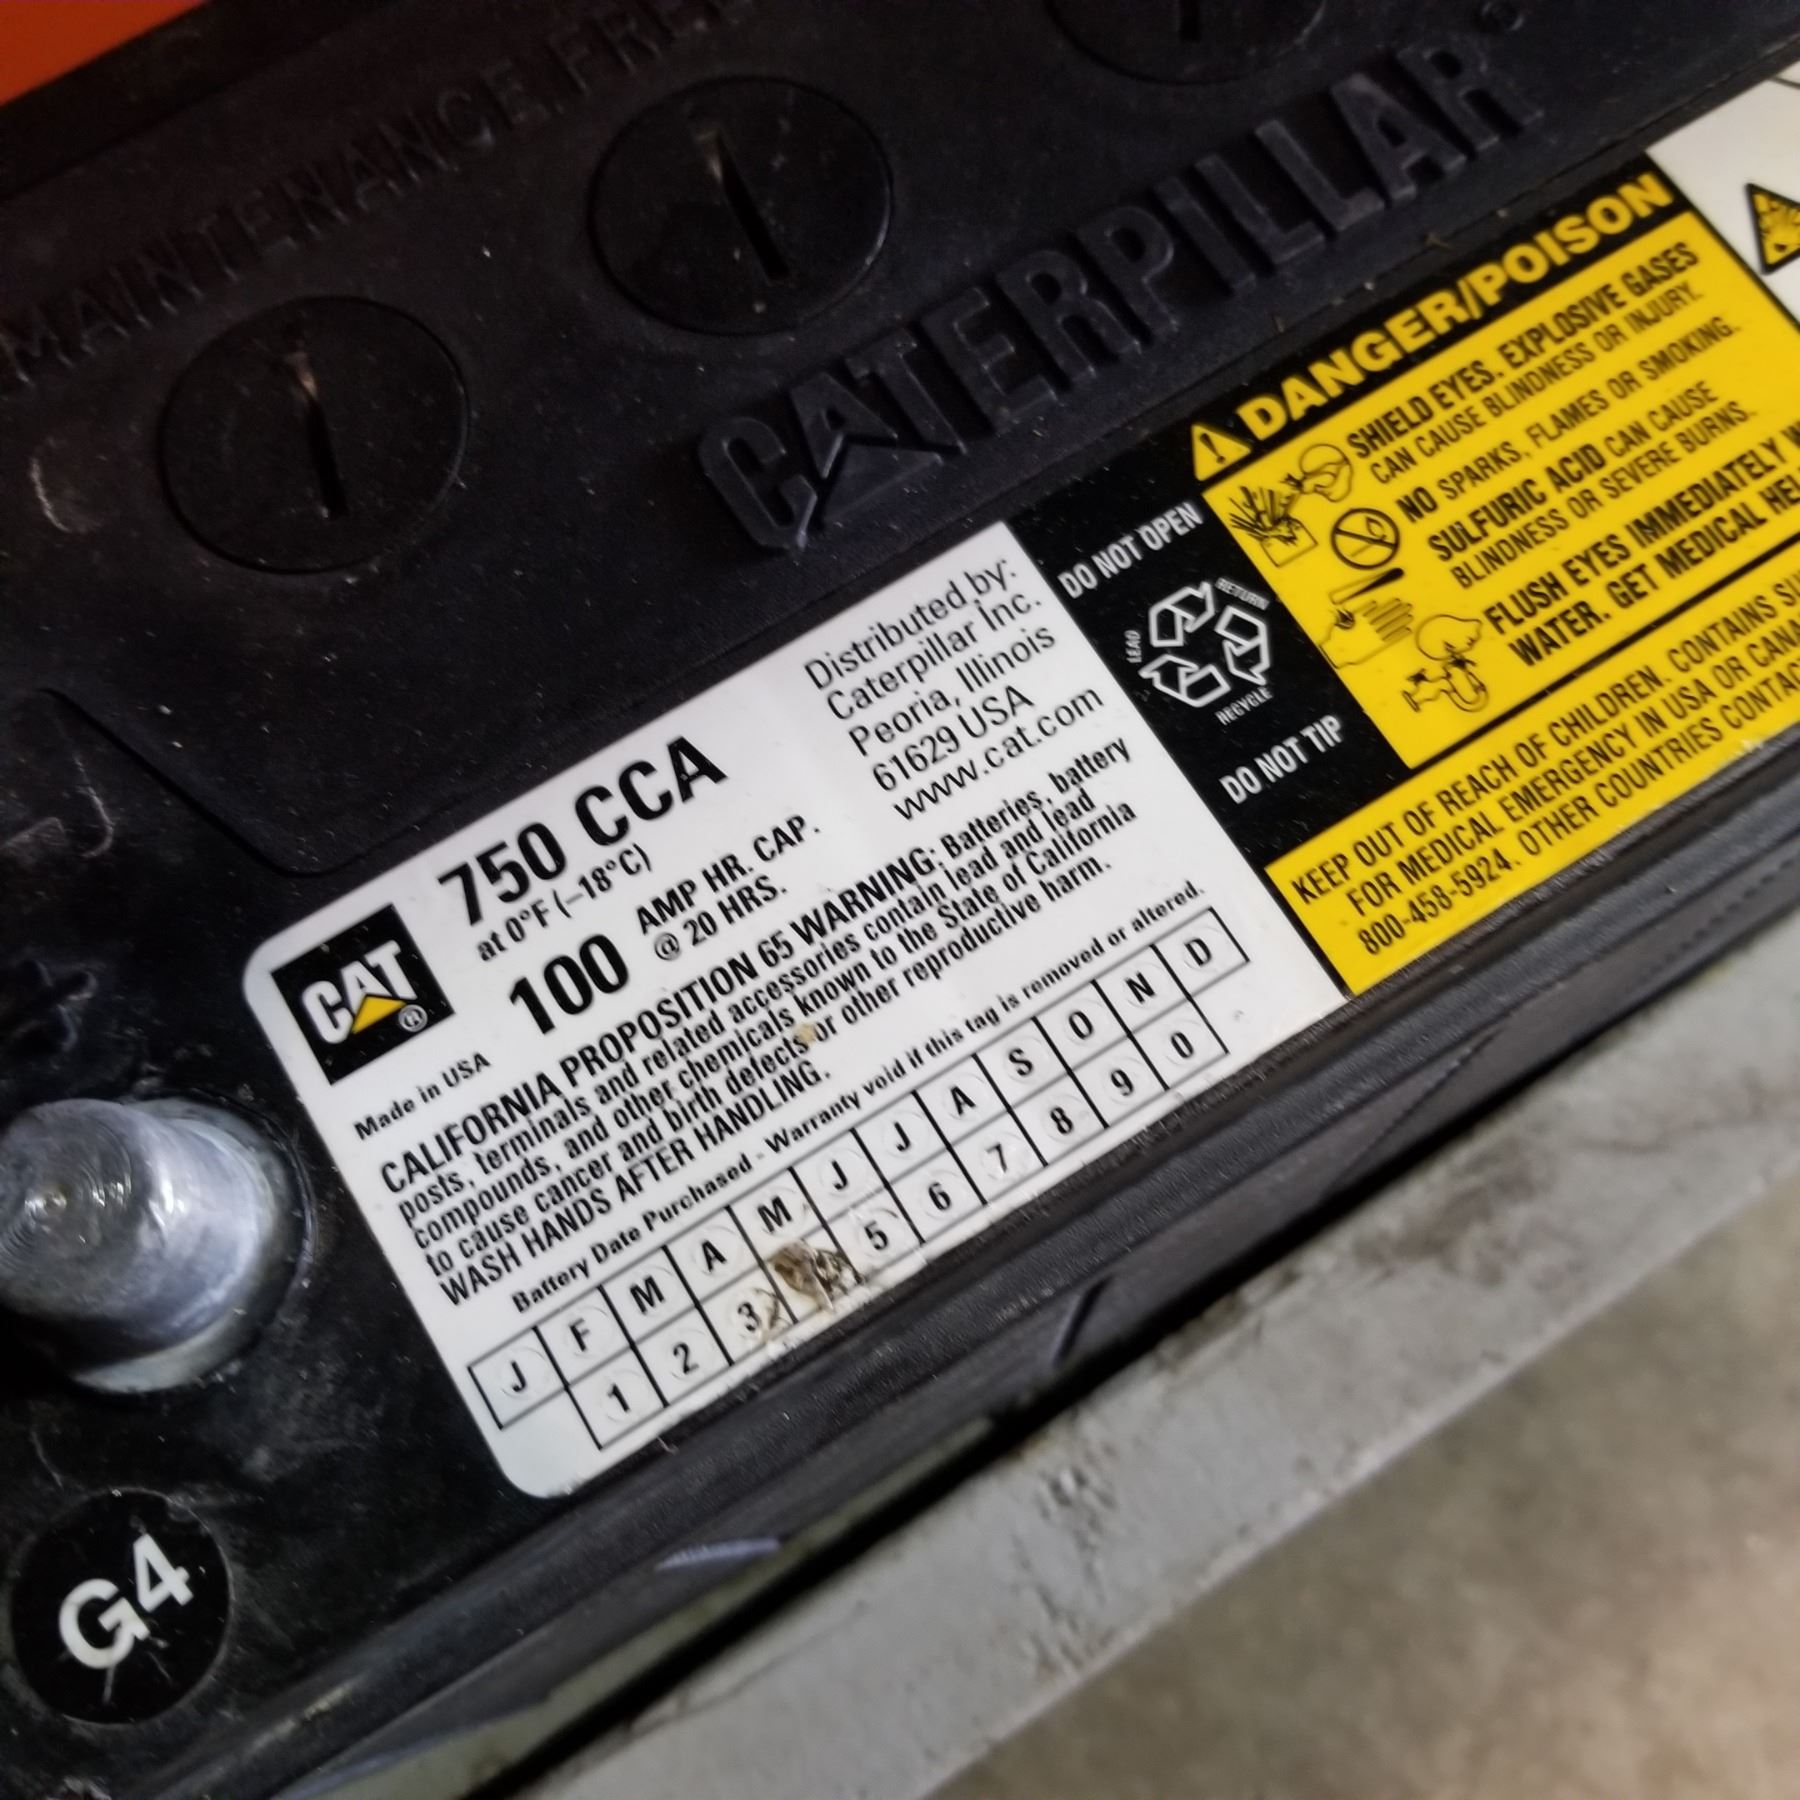 MAINTENANCE FREE
CATERPILLAR®
DANGER/POISON
SHIELD EYES. EXPLOSIVE GASES
CAN CAUSE BLINDNESS OR INJURY.
NO SPARKS, FLAMES OR SMOKING.
SULFURIC ACID CAN CAUSE
BLINDNESS OR SEVERE BURNS.
FLUSH EYES IMMEDIATELY
WATER. GET MEDICAL
KEEP OUT OF REACH OF CHILDREN. CONTAINS
FOR MEDICAL EMERGENCY IN USA OR
800-458-5924. OTHER COUNTRIES
DO NOT OPEN
RETURN
LEAD
RECYCLE
DO NOT TIP
Distributed by:
Caterpillar Inc.
Peoria, Illinois
61629 USA
www.cat.com
CAT®
Made in USA
750 CCA
at 0°F (–18°C)
100 AMP HR. CAP.
@ 20 HRS.
CALIFORNIA PROPOSITION 65 WARNING: Batteries, battery
posts, terminals and related accessories contain lead and lead
compounds, and other chemicals known to the State of California
to cause cancer and birth defects or other reproductive harm.
WASH HANDS AFTER HANDLING.
Battery Date Purchased - Warranty void if this tag is removed or altered.
J F M A M J J A S O N D
1 2 3 5 6 7 8 9 0
G4